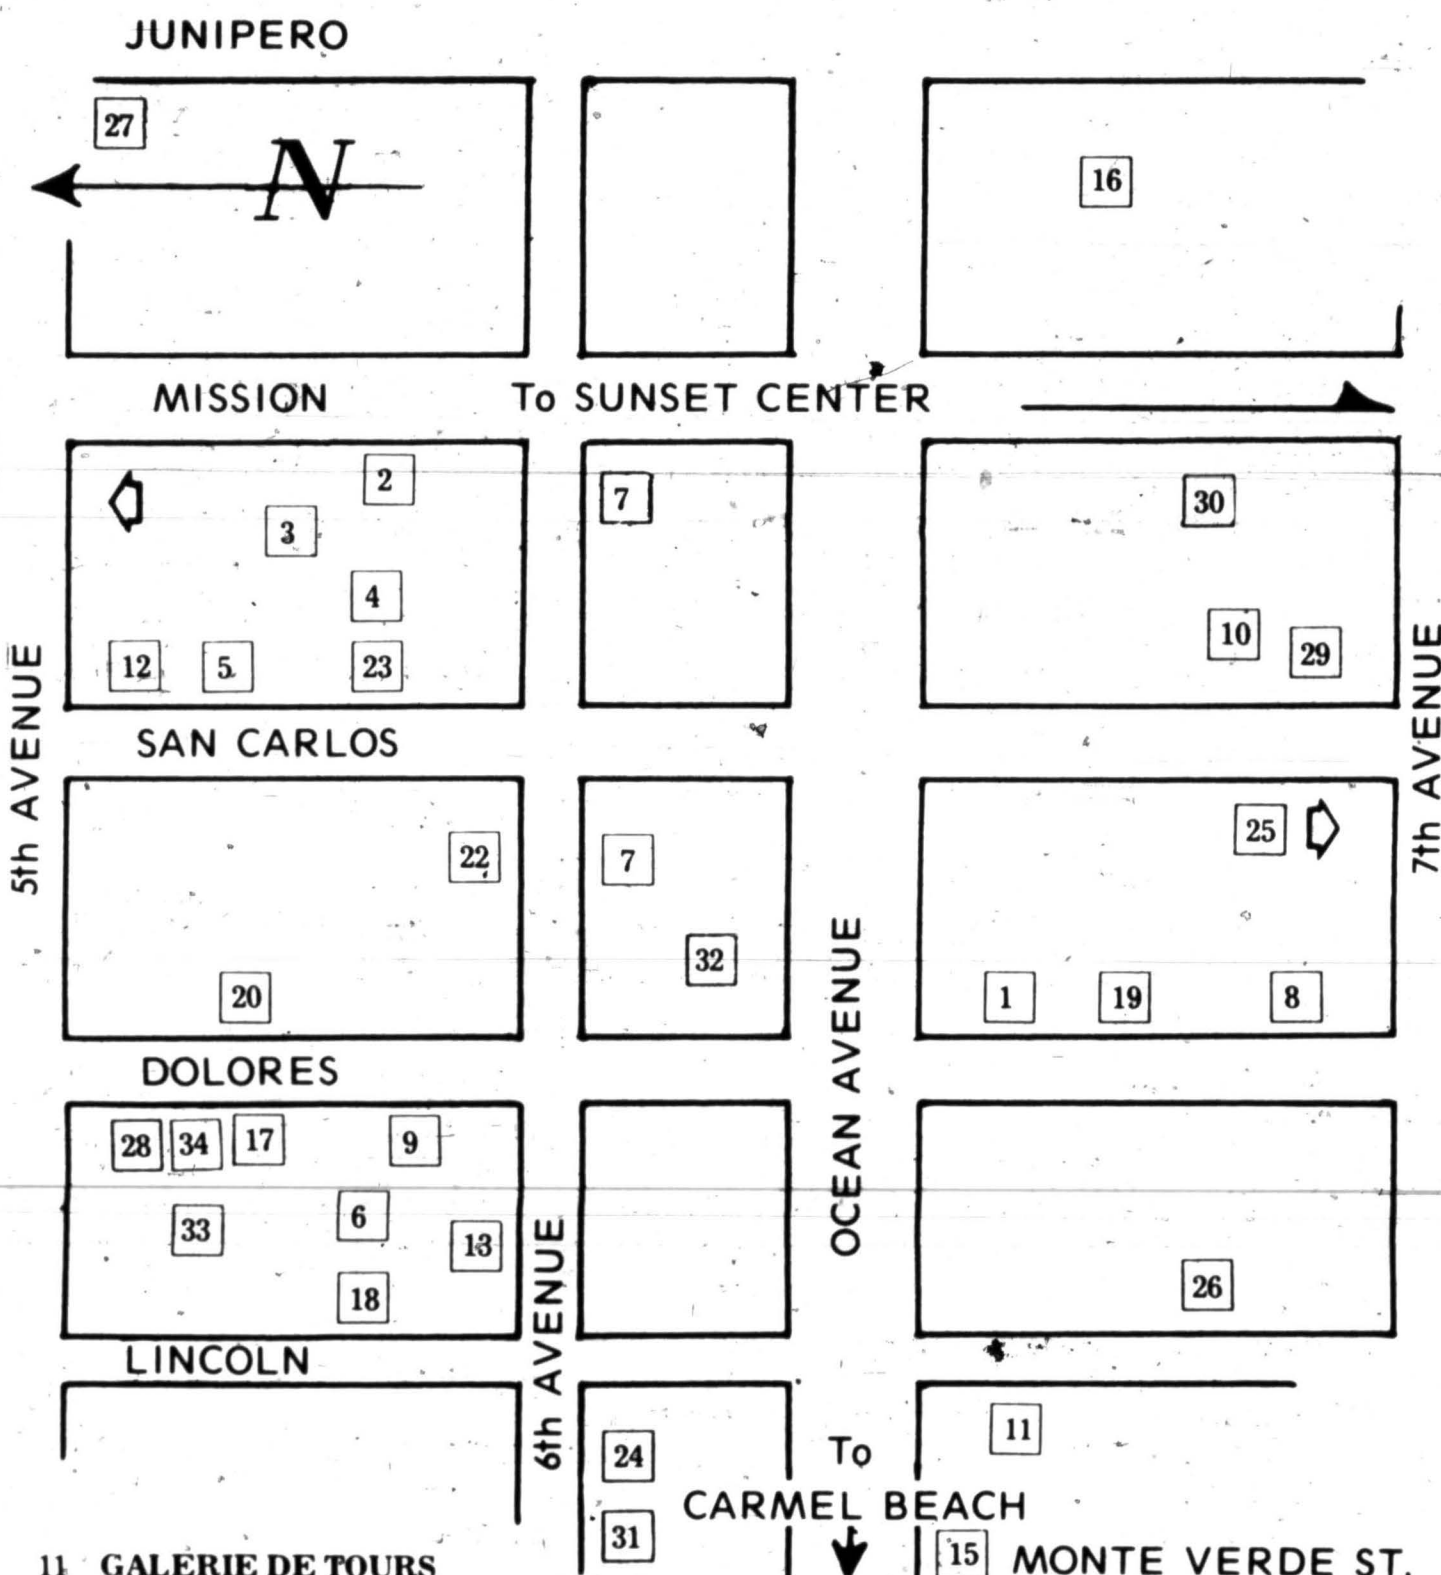 JUNIPERO
27
N
16
MISSION To SUNSET CENTER
2
7
30
3
4
10
12 5 23
29
5th AVENUE
7th AVENUE
SAN CARLOS
25
22 7
32
20 1 19 8
OCEAN AVENUE
DOLORES
28 34 17 9
33 6 13
18
26
6th AVENUE
LINCOLN
11
24
To
CARMEL BEACH
31
15 MONTE VERDE ST.
11 GALERIE DE TOURS